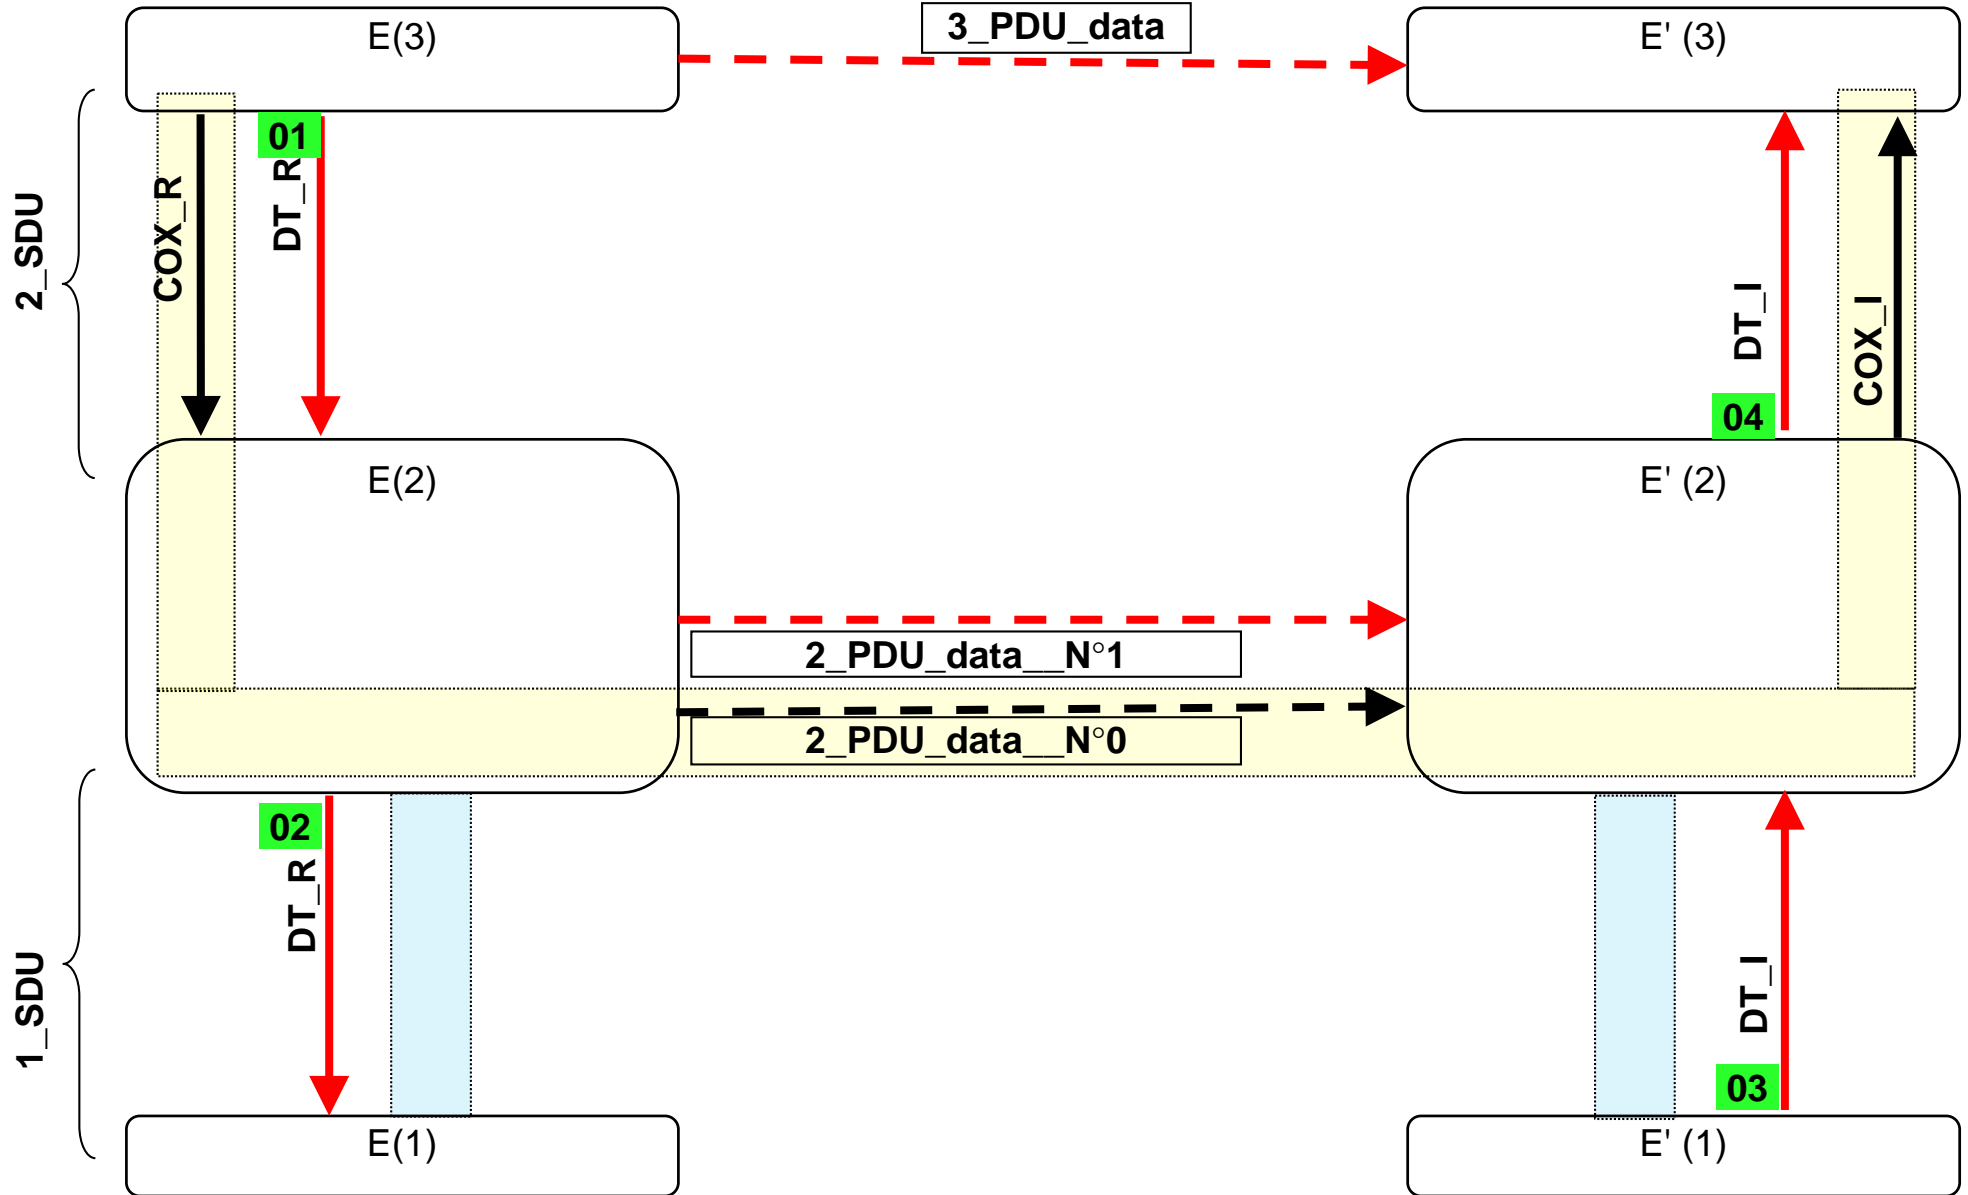 E(3)
3_PDU_data
E' (3)
2_SDU
COX_R
01
DT_R
DT_I
04
COX_I
E(2)
E' (2)
2_PDU_data__N°1
2_PDU_data__N°0
1_SDU
02
DT_R
DT_I
03
E(1)
E' (1)